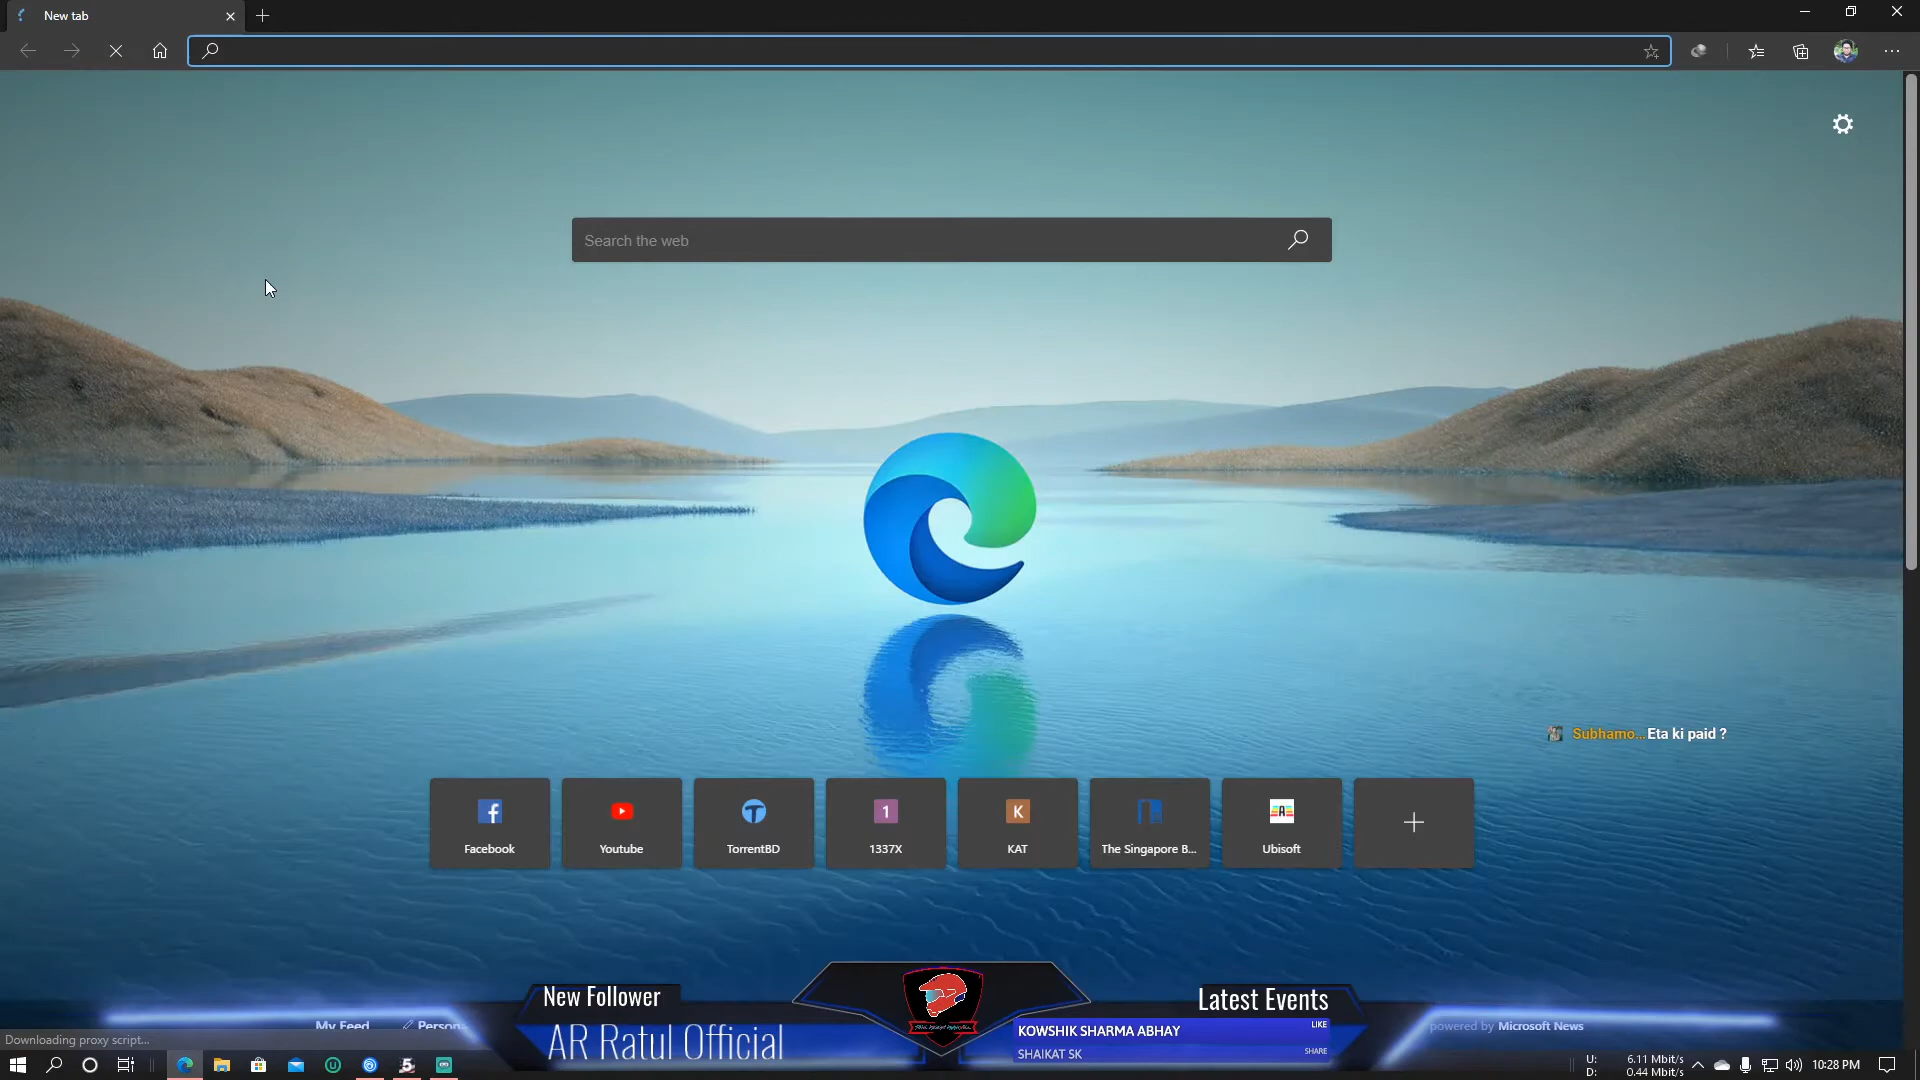 New tab
Search the web
Subhamo... Eta ki paid ?
Facebook
Youtube
TorrentBD
1
1337X
K
KAT
The Singapore B...
A
Ubisoft
New Follower
AR Ratul Official
Latest Events
KOWSHIK SHARMA ABHAY
LIKE
SHAIKAT SK
SHARE
My Feed
Persona
powered by Microsoft News
Downloading proxy script...
U: 6.11 Mbit/s
D: 0.44 Mbit/s
10:28 PM